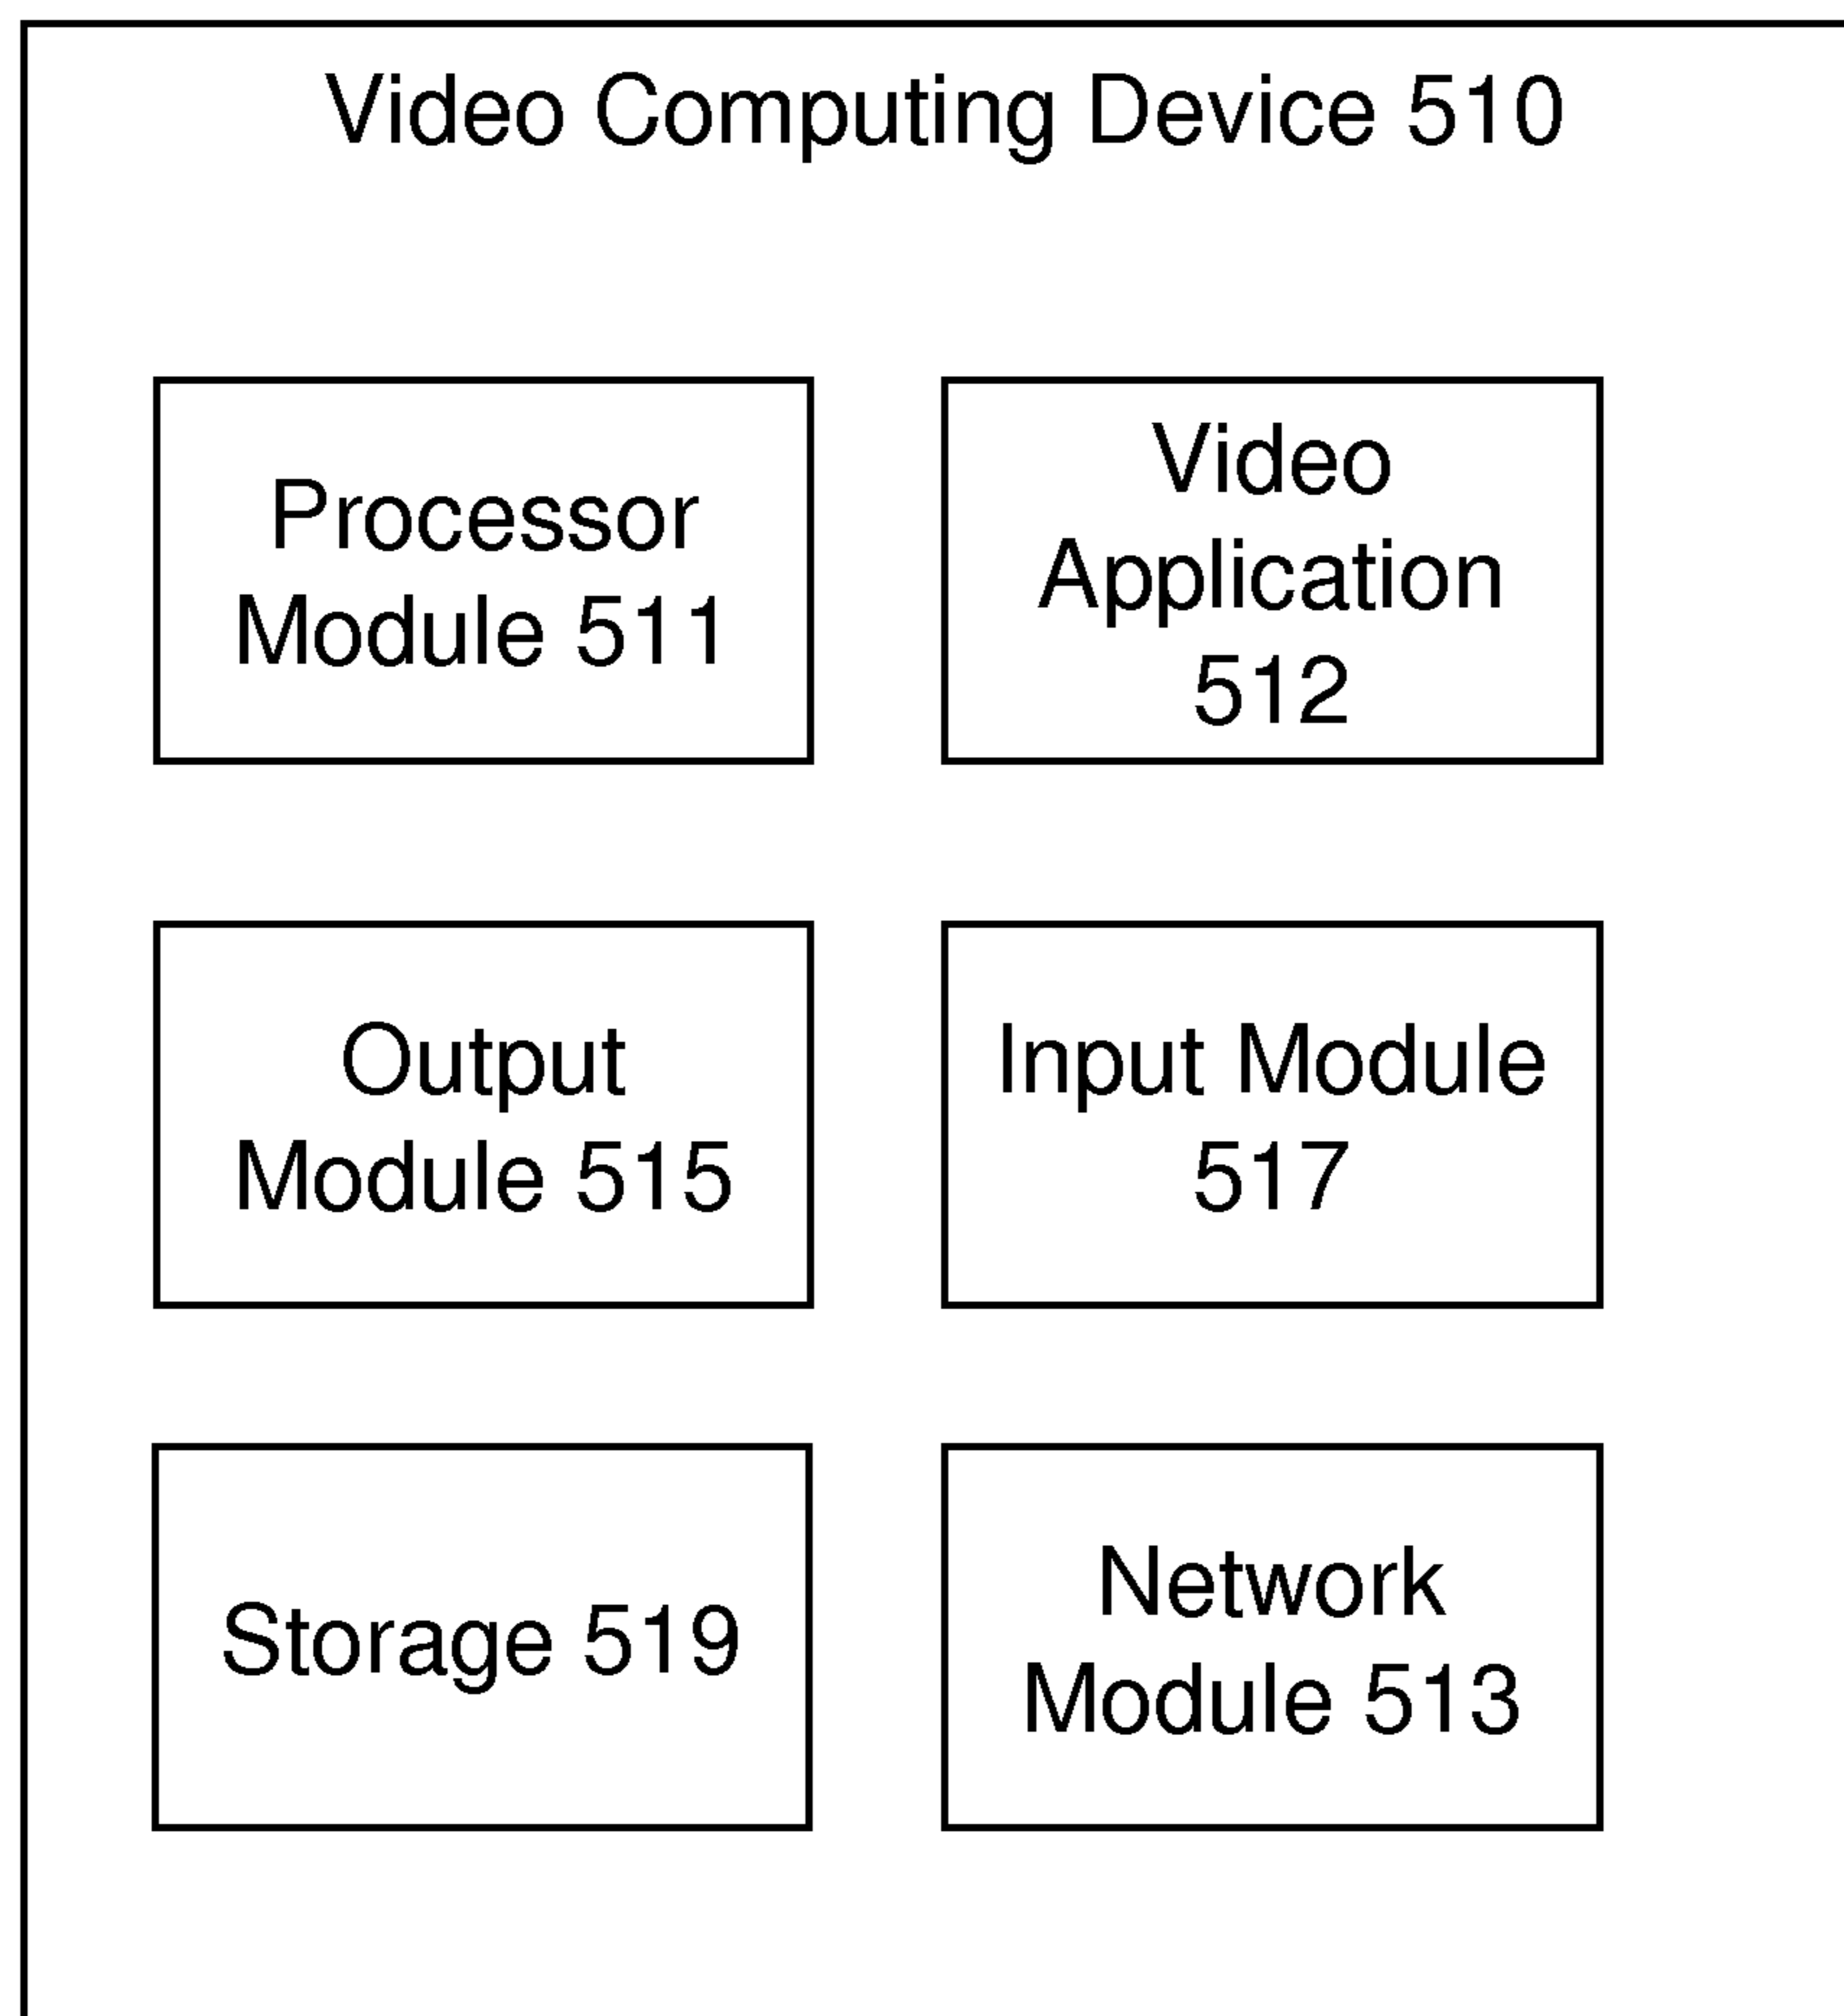 Video Computing Device 510
Processor
Module 511
Video
Application
512
Output
Module 515
Input Module
517
Storage 519
Network
Module 513